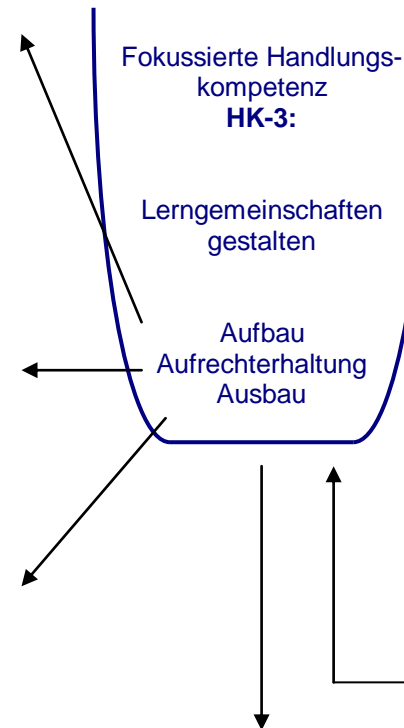 Fokussierte Handlungs-
kompetenz
HK-3:
Lerngemeinschaften
gestalten
Aufbau
Aufrechterhaltung
Ausbau